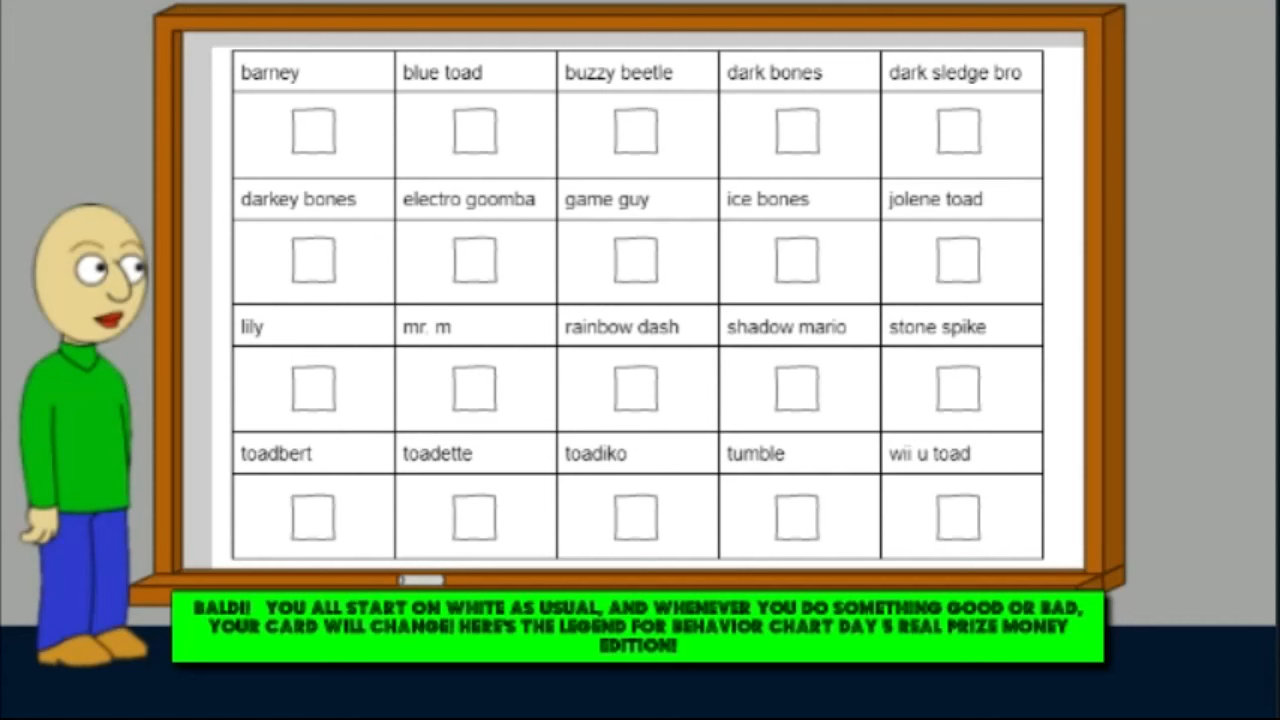 barney blue toad buzzy beetle dark bones dark sledge bro
darkey bones electro goomba game guy ice bones jolene toad
lily mr. m rainbow dash shadow mario stone spike
toadbert toadette toadiko tumble wii u toad
BALDI! YOU ALL START ON WHITE AS USUAL, AND WHENEVER YOU DO SOMETHING GOOD OR BAD,
YOUR CARD WILL CHANGE! HERE'S THE LEGEND FOR BEHAVIOR CHART DAY 5 REAL PRIZE MONEY
EDITION!